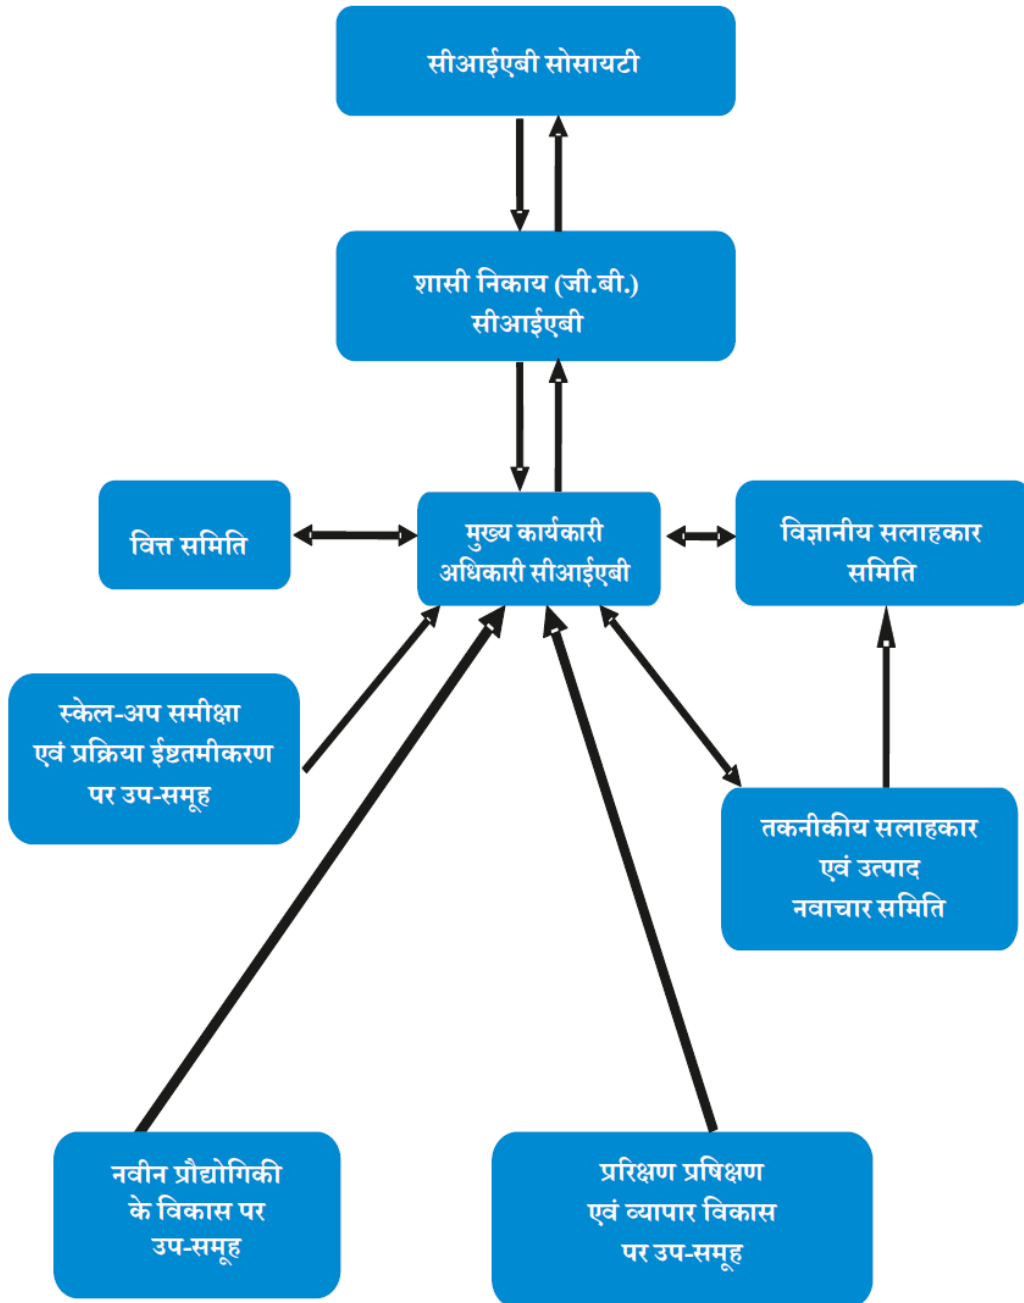 सीआईएबी सोसायटी
शासी निकाय (जी.बी.)
सीआईएबी
वित्त समिति
मुख्य कार्यकारी
अधिकारी सीआईएबी
विज्ञानीय सलाहकार
समिति
स्केल-अप समीक्षा
एवं प्रक्रिया ईष्टतमीकरण
पर उप-समूह
तकनीकीय सलाहकार
एवं उत्पाद
नवाचार समिति
नवीन प्रौद्योगिकी
के विकास पर
उप-समूह
प्ररिक्षण प्रषिक्षण
एवं व्यापार विकास
पर उप-समूह